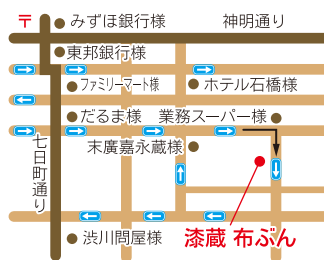 〒
みずほ銀行様
神明通り
東邦銀行様
ファミリーマート様
ホテル石橋様
だるま様
業務スーパー様
七日町通り
末廣嘉永蔵様
渋川問屋様
漆蔵 布ぶん